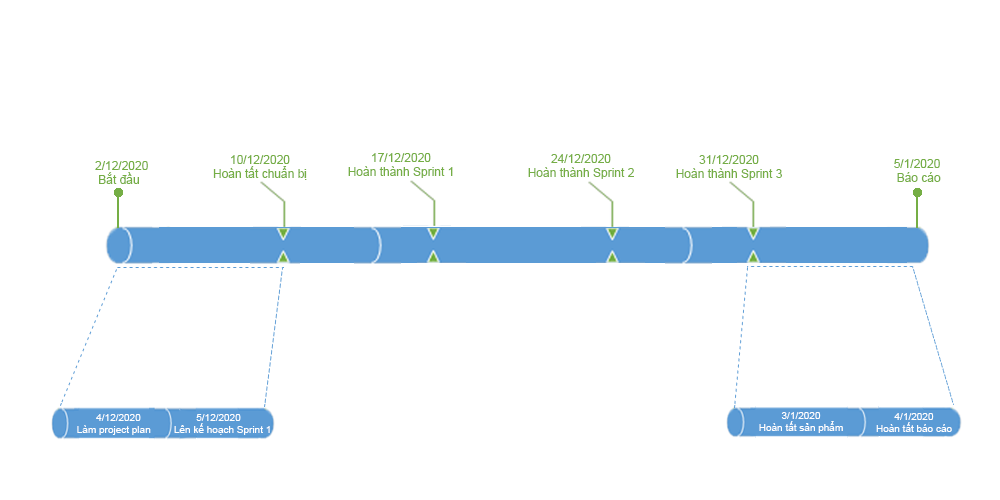 2/12/2020
Bắt đầu
10/12/2020
Hoàn tất chuẩn bị
17/12/2020
Hoàn thành Sprint 1
24/12/2020
Hoàn thành Sprint 2
31/12/2020
Hoàn thành Sprint 3
5/1/2020
Báo cáo
4/12/2020
Làm project plan
5/12/2020
Lên kế hoạch Sprint 1
3/1/2020
Hoàn tất sản phẩm
4/1/2020
Hoàn tất báo cáo